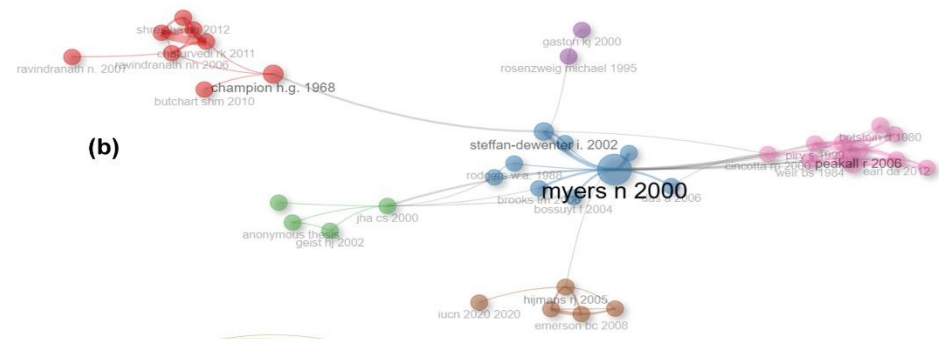 shrestha bb 2012
gaston kj 2000
chaturvedi rk 2011
ravindranath nh 2006
ravindranath n. 2007
rosenzweig michael 1995
champion h.g. 1968
butchart shm 2010
(b)
steffan-dewenter i. 2002
botstein d 1980
cincotta rp 2000
peakall r 2006
weir bs 1984
earl da 2012
rodgers w.a. 1988
myers n 2000
brooks tm
bossuyt f 2004
jha cs 2000
anonymous thesis
geist hj 2002
hijmans rj 2005
iucn 2020 2020
emerson bc 2008